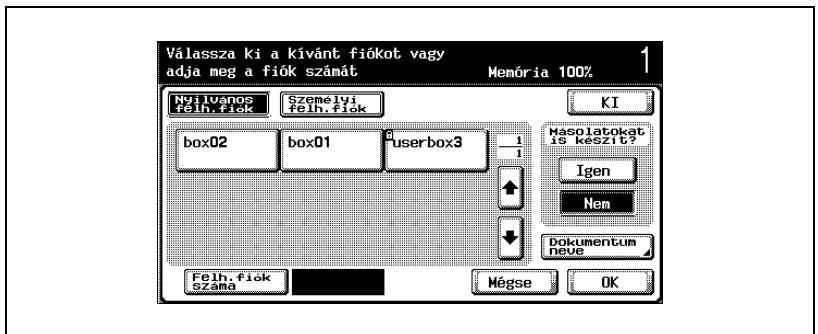 Válassza ki a kívánt fiókot vagy
adja meg a fiók számát
Memória 100%
1
Nyilvános
felh.fiók
Személyi
felh.fiók
KI
box02
box01
userbox3
1
1
Másolatokat
is készít?
Igen
Nem
Dokumentum
neve
Felh.fiók
száma
Mégse
OK